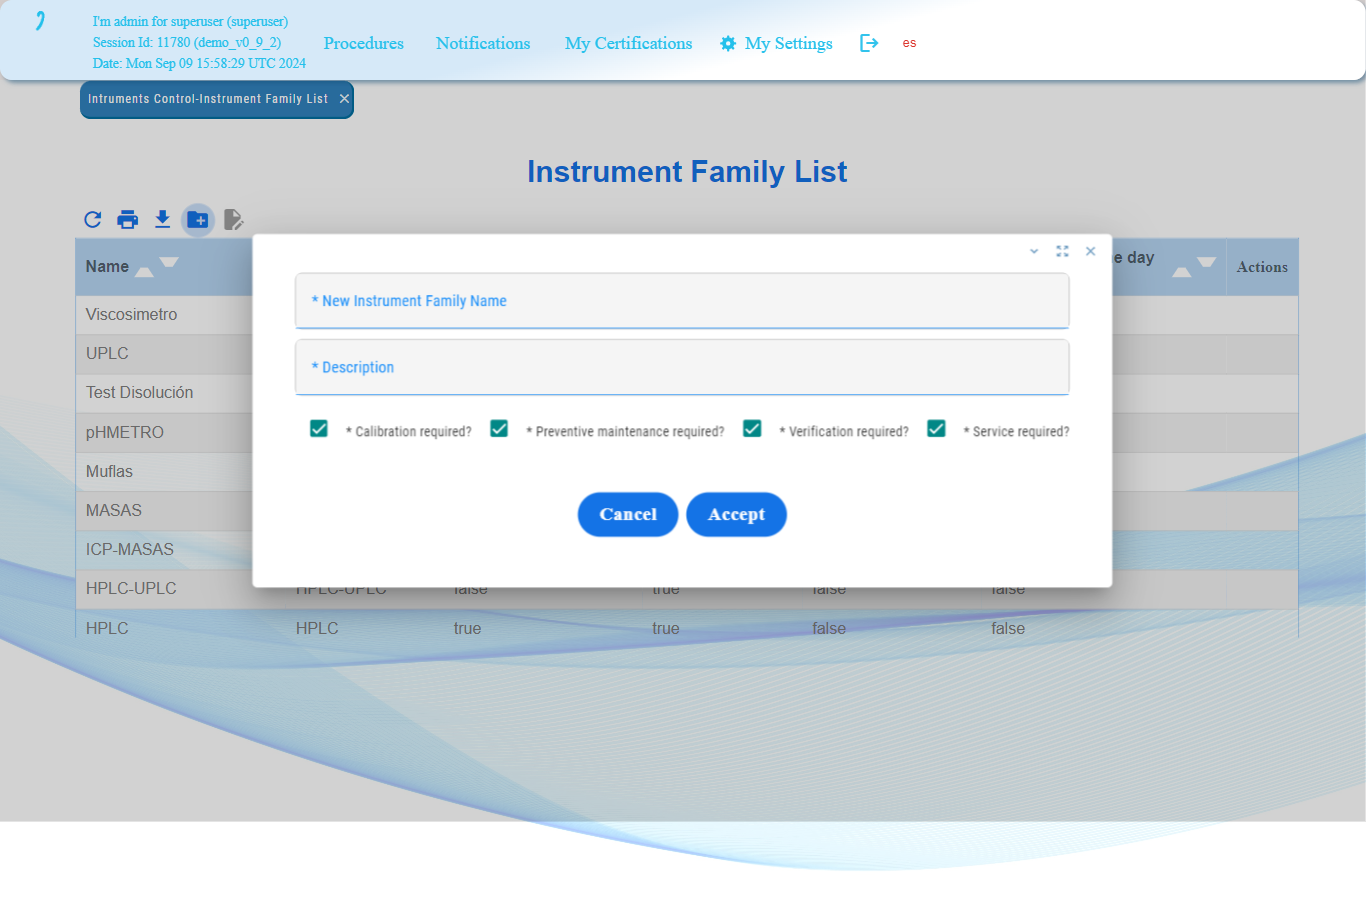 I'm admin for superuser (superuser)
Session Id: 11780 (demo_v0_9_2)
Date: Mon Sep 09 15:58:29 UTC 2024
Procedures Notifications My Certifications My Settings es
Intruments Control-Instrument Family List
Instrument Family List
Name e day Actions
* New Instrument Family Name
* Description
* Calibration required? * Preventive maintenance required? * Verification required? * Service required?
Cancel Accept
Viscosimetro
UPLC
Test Disolución
pHMETRO
Muflas
MASAS
ICP-MASAS
HPLC-UPLC HPLC-UPLC false true false false
HPLC HPLC true true false false